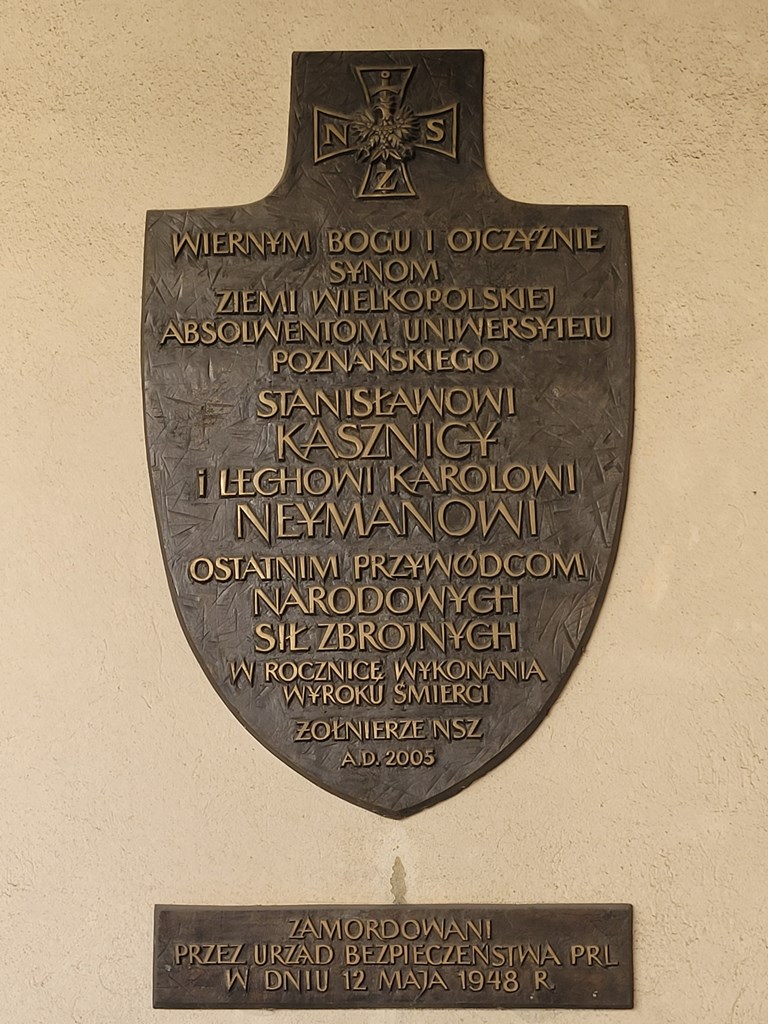 N S
Z
WIERNYM BOGU I OJCZYŹNIE
SYNOM
ZIEMI WIELKOPOLSKIEJ
ABSOLWENTOM UNIWERSYTETU
POZNAŃSKIEGO
STANISŁAWOWI
KASZNICY
i LECHOWI KAROLOWI
NEYMANOWI
OSTATNIM PRZYWÓDCOM
NARODOWYCH
SIŁ ZBROJNYCH
W ROCZNICĘ WYKONANIA
WYROKU ŚMIERCI
ŻOŁNIERZE NSZ
A.D. 2005
ZAMORDOWANI
PRZEZ URZĄD BEZPIECZEŃSTWA PRL
W DNIU 12 MAJA 1948 R.